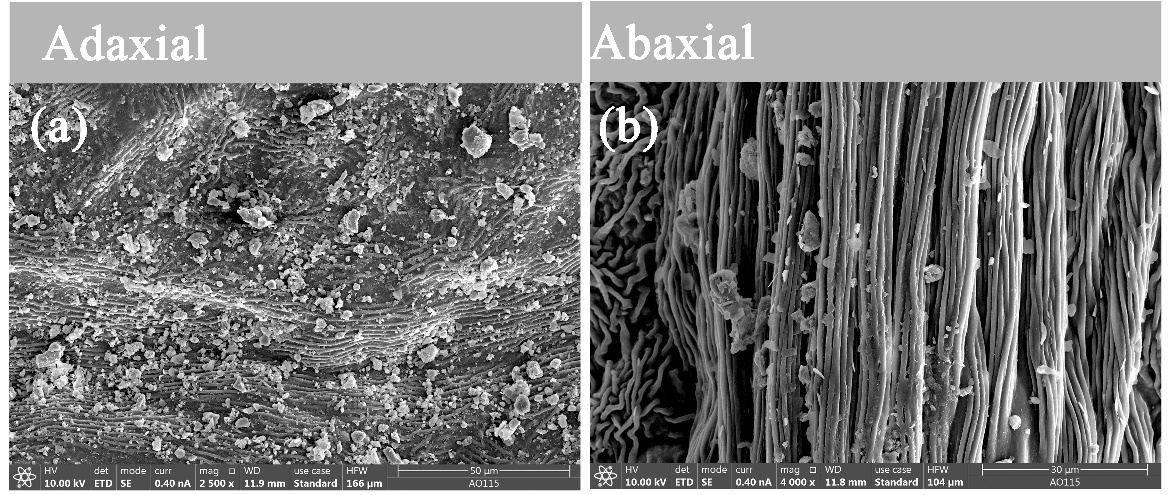 Adaxial
Abaxial
(a)
(b)
HV det mode curr mag □ WD use case HFW 50 µm
10.00 kV ETD SE 0.40 nA 2 500 x 11.9 mm Standard 166 µm AO115
HV det mode curr mag □ WD use case HFW 30 µm
10.00 kV ETD SE 0.40 nA 4 000 x 11.8 mm Standard 104 µm AO115